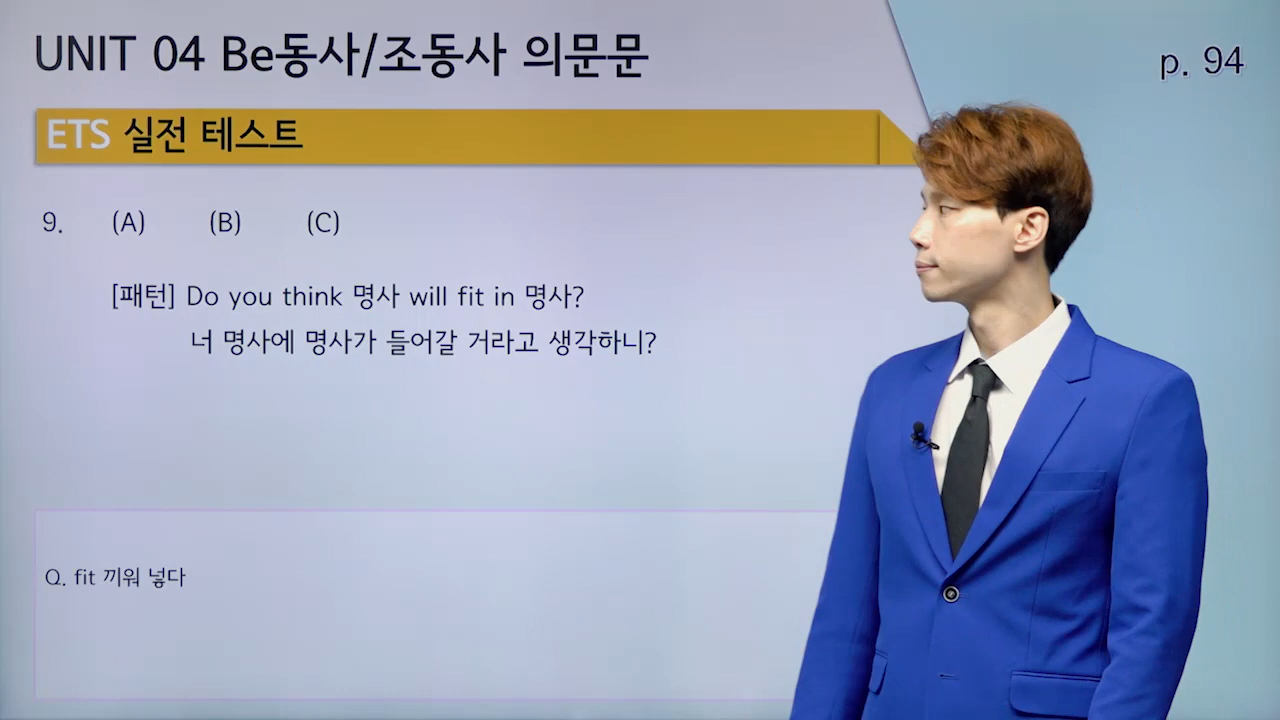 UNIT 04 Be동사/조동사 의문문
p. 94
ETS 실전 테스트
9. (A) (B) (C)
[패턴] Do you think 명사 will fit in 명사?
너 명사에 명사가 들어갈 거라고 생각하니?
Q. fit 끼워 넣다